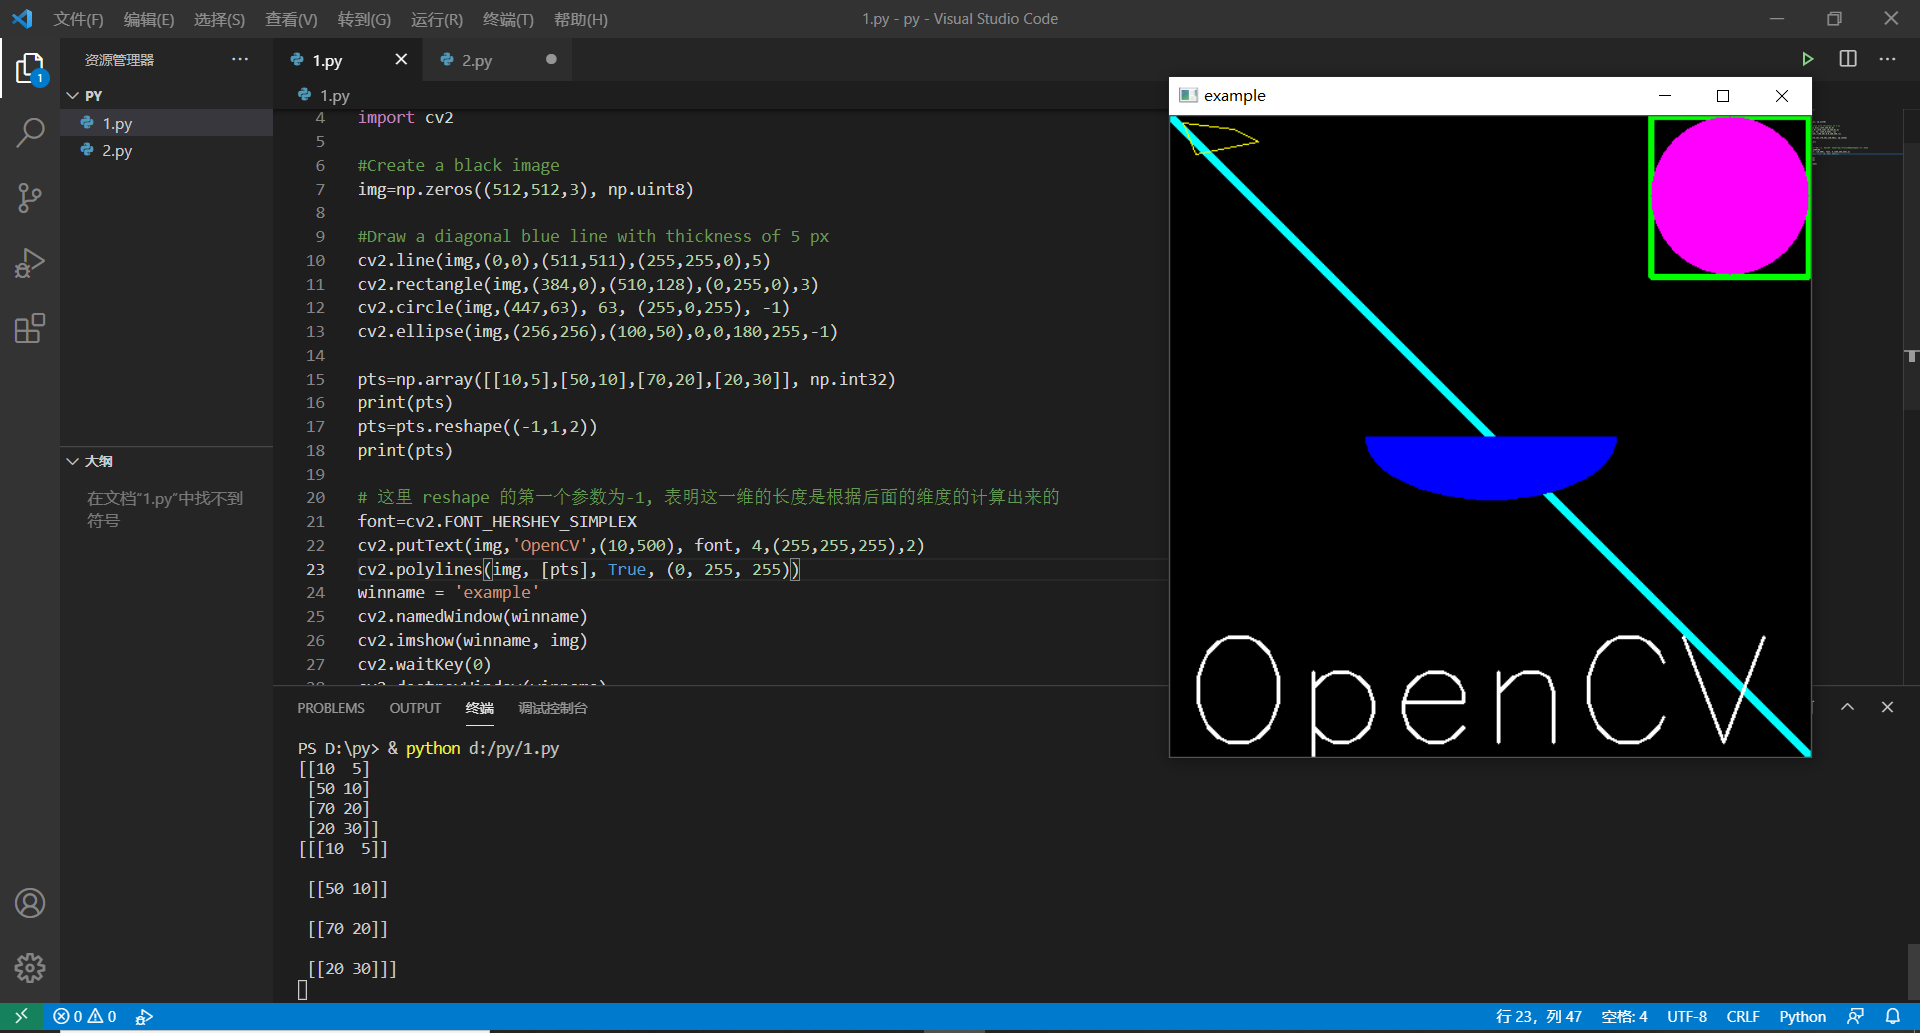 文件(F) 编辑(E) 选择(S) 查看(V) 转到(G) 运行(R) 终端(T) 帮助(H) 1.py - py - Visual Studio Code
资源管理器
1
PY
1.py
2.py
大纲
在文档"1.py"中找不到
符号
1.py 2.py
1.py
4 import cv2
5
6 #Create a black image
7 img=np.zeros((512,512,3), np.uint8)
8
9 #Draw a diagonal blue line with thickness of 5 px
10 cv2.line(img,(0,0),(511,511),(255,255,0),5)
11 cv2.rectangle(img,(384,0),(510,128),(0,255,0),3)
12 cv2.circle(img,(447,63), 63, (255,0,255), -1)
13 cv2.ellipse(img,(256,256),(100,50),0,0,180,255,-1)
14
15 pts=np.array([[10,5],[50,10],[70,20],[20,30]], np.int32)
16 print(pts)
17 pts=pts.reshape((-1,1,2))
18 print(pts)
19
20 # 这里 reshape 的第一个参数为-1, 表明这一维的长度是根据后面的维度的计算出来的
21 font=cv2.FONT_HERSHEY_SIMPLEX
22 cv2.putText(img,'OpenCV',(10,500), font, 4,(255,255,255),2)
23 cv2.polylines(img, [pts], True, (0, 255, 255))
24 winname = 'example'
25 cv2.namedWindow(winname)
26 cv2.imshow(winname, img)
27 cv2.waitKey(0)
28 cv2.destroyWindow(winname)
example
OpenCV
PROBLEMS OUTPUT 终端 调试控制台
PS D:\py> & python d:/py/1.py
[[10  5]
 [50 10]
 [70 20]
 [20 30]]
[[[10  5]]
 [[50 10]]
 [[70 20]]
 [[20 30]]]
0 0
行 23，列 47 空格: 4 UTF-8 CRLF Python